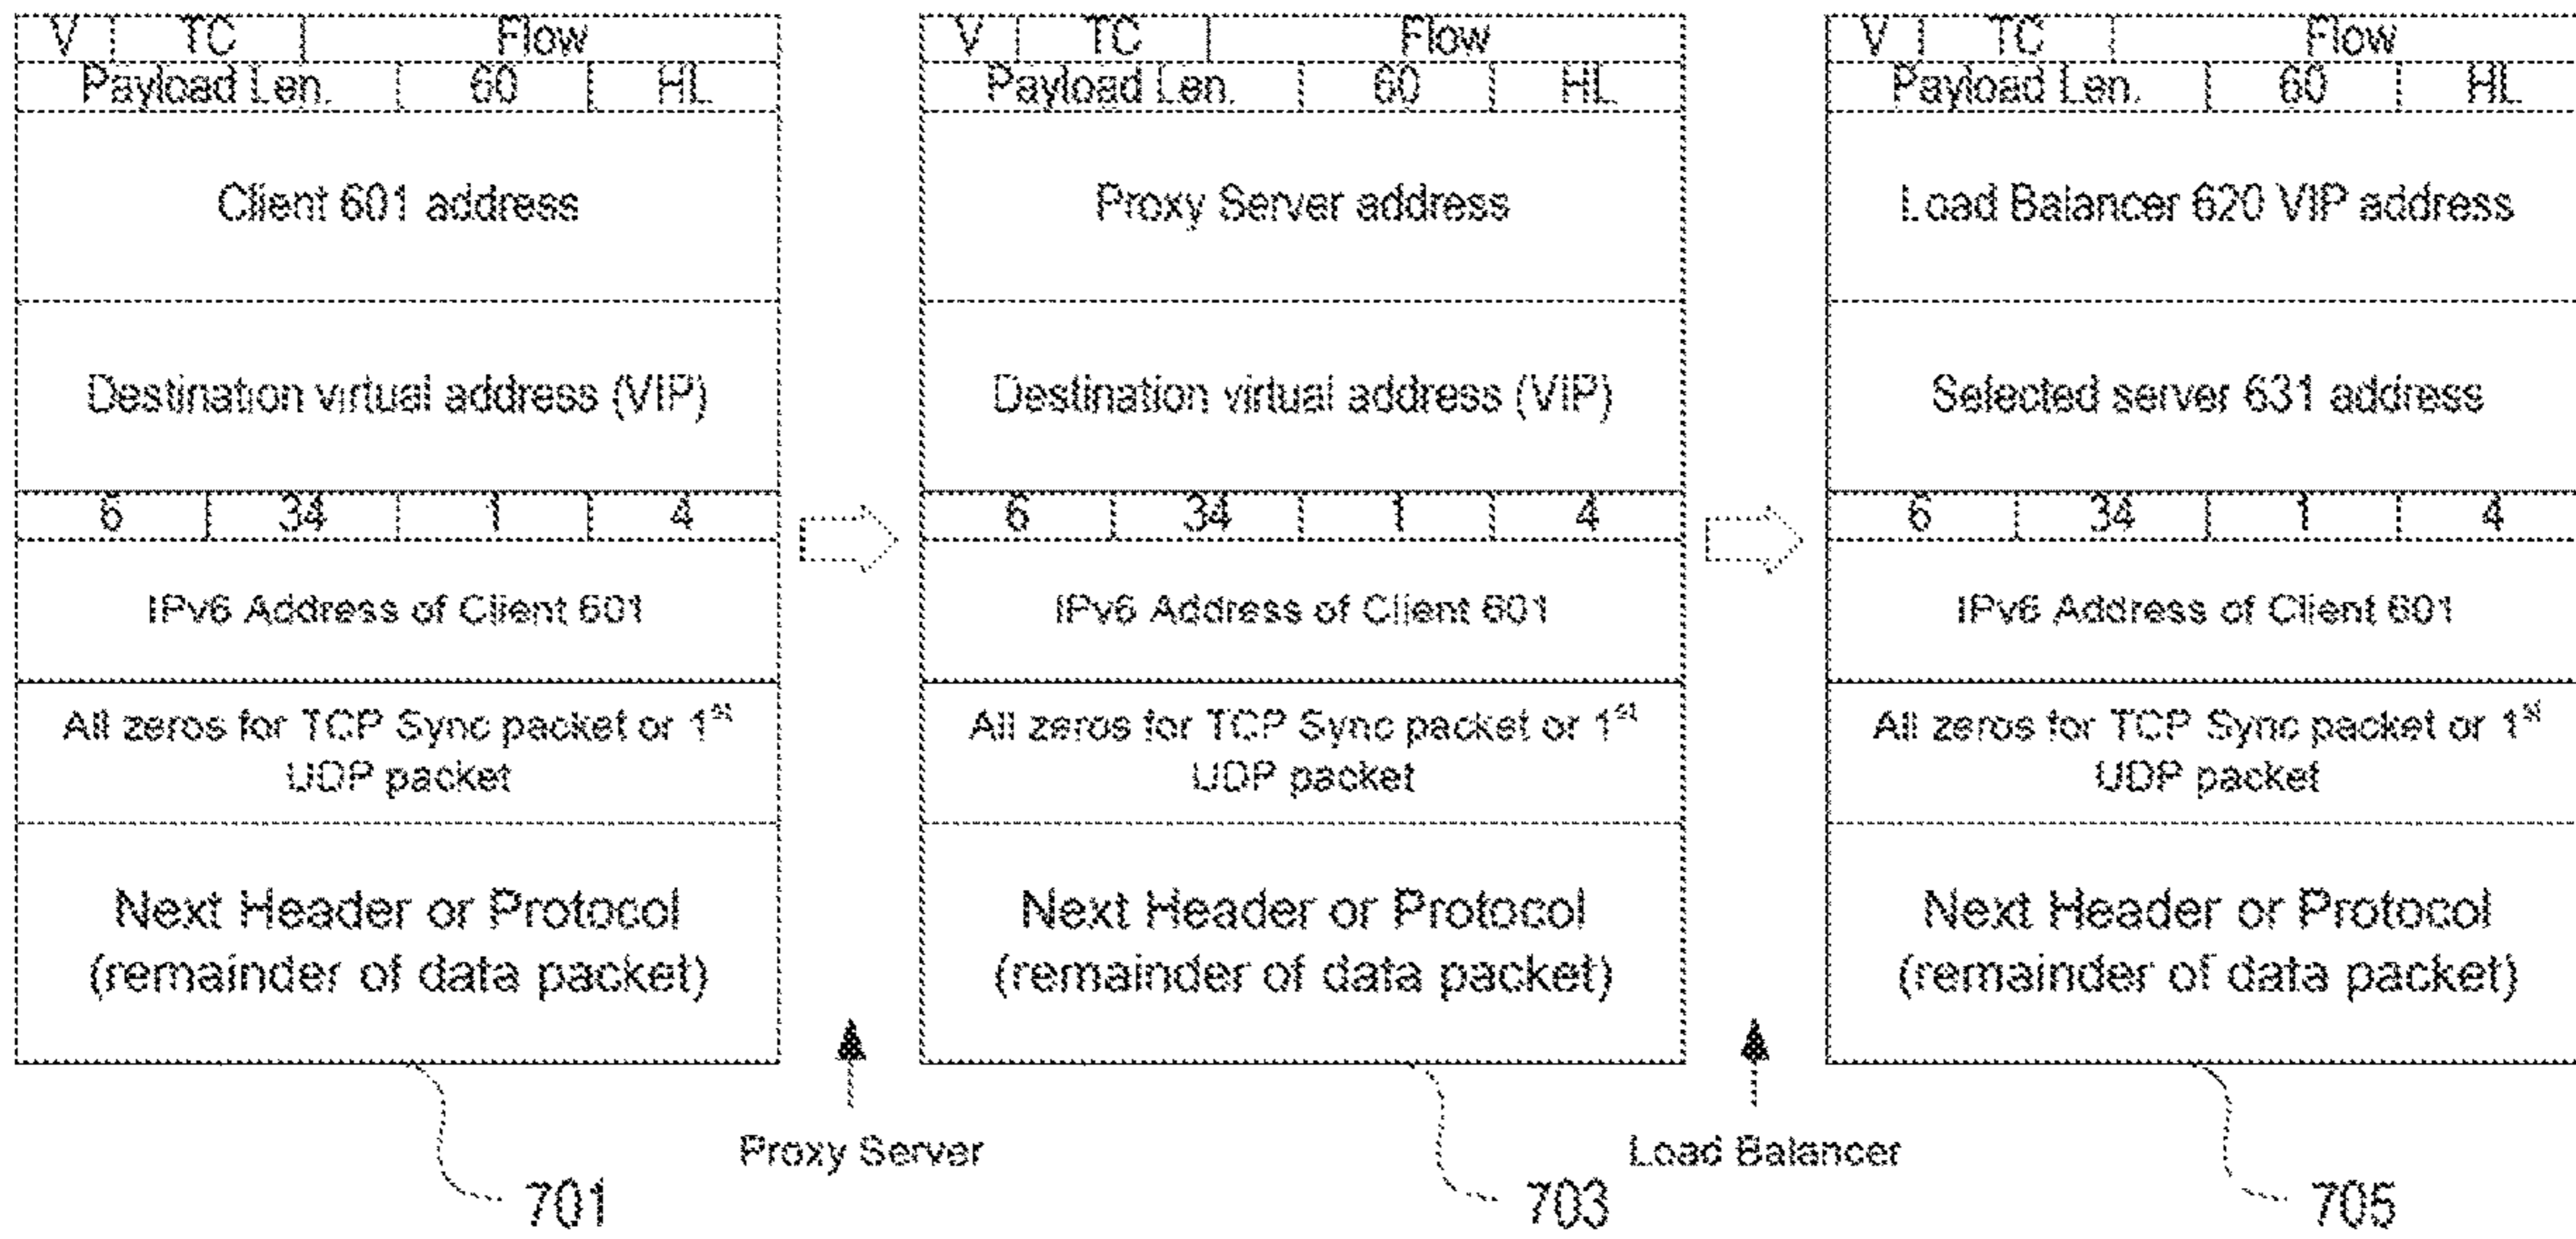 V TC Flow
Payload Len. 60 HL
Client 601 address
Destination virtual address (VIP)
6 34 1 4
IPv6 Address of Client 601
All zeros for TCP Sync packet or 1st
UDP packet
Next Header or Protocol
(remainder of data packet)
701
Proxy Server
V TC Flow
Payload Len. 60 HL
Proxy Server address
Destination virtual address (VIP)
6 34 1 4
IPv6 Address of Client 601
All zeros for TCP Sync packet or 1st
UDP packet
Next Header or Protocol
(remainder of data packet)
703
Load Balancer
V TC Flow
Payload Len. 60 HL
Load Balancer 620 VIP address
Selected server 631 address
6 34 1 4
IPv6 Address of Client 601
All zeros for TCP Sync packet or 1st
UDP packet
Next Header or Protocol
(remainder of data packet)
705